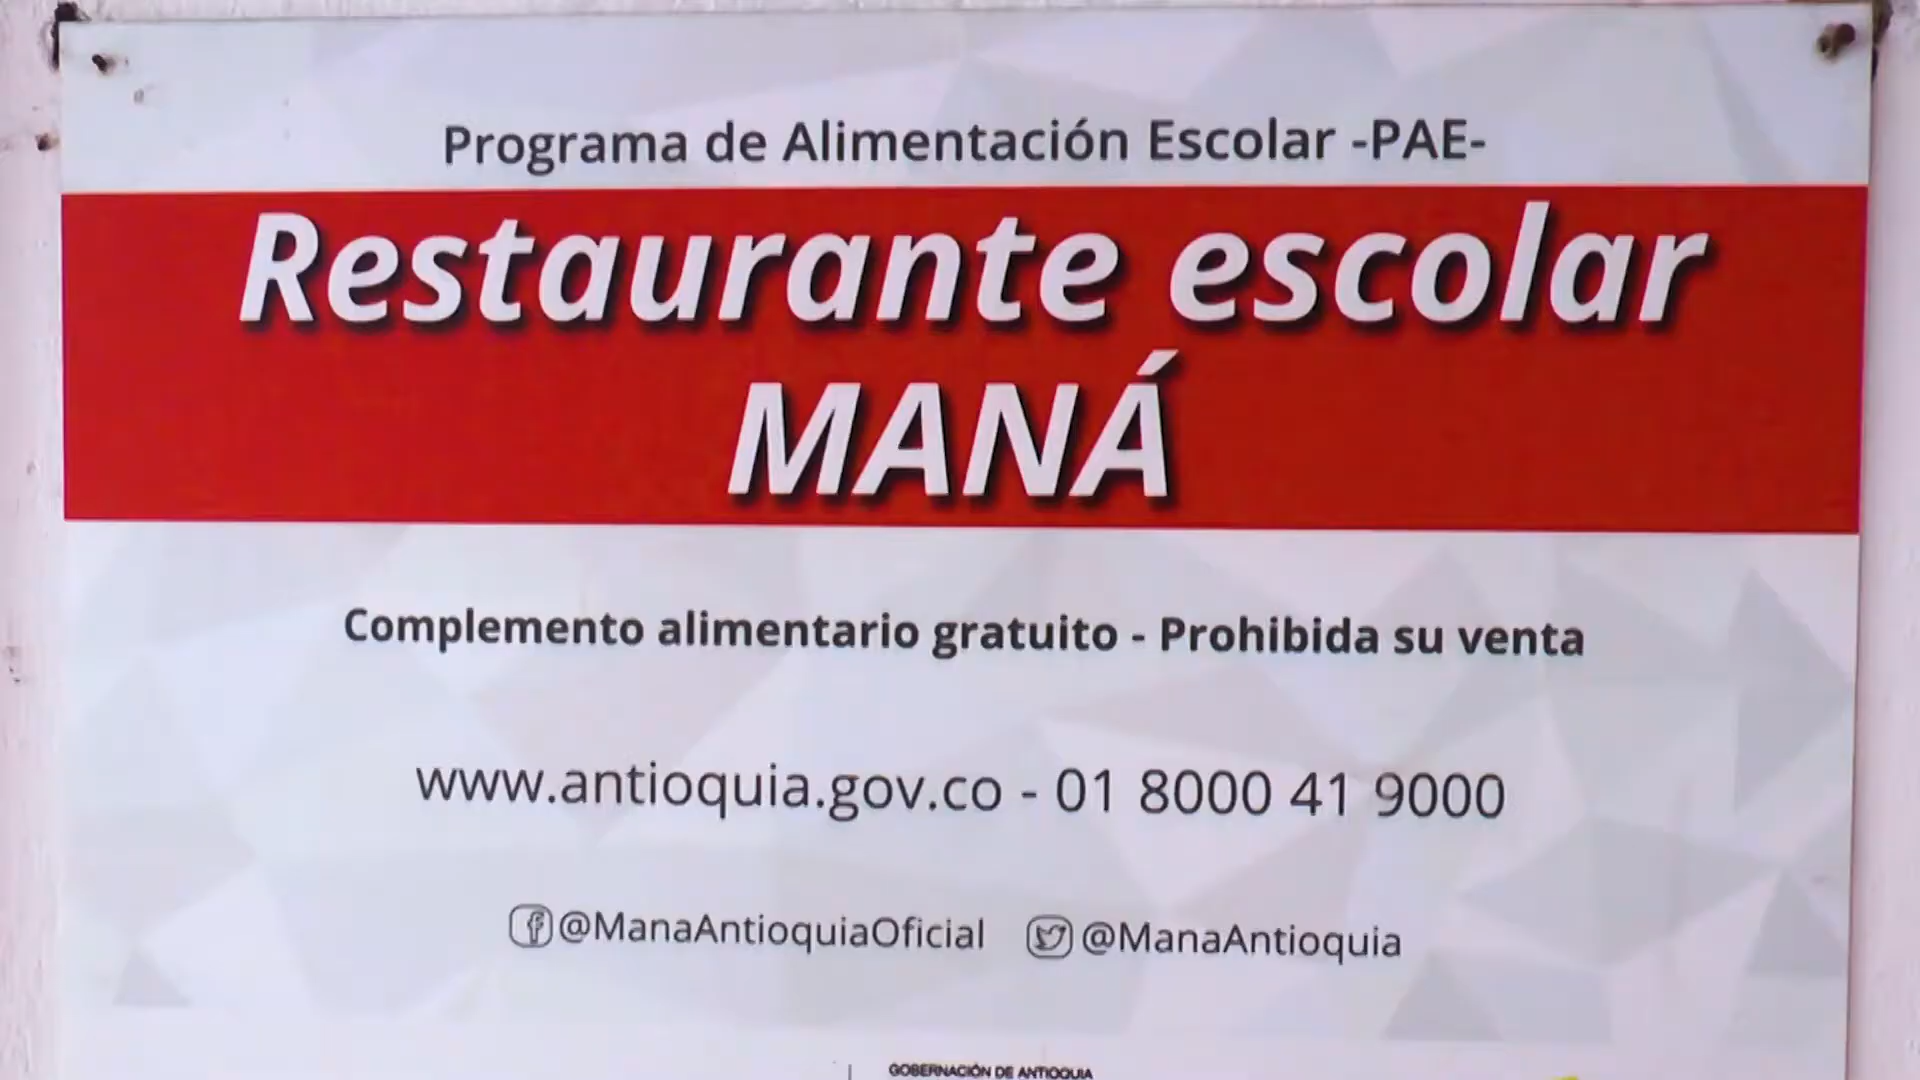 Programa de Alimentación Escolar -PAE-
Restaurante escolar
MANÁ
Complemento alimentario gratuito - Prohibida su venta
www.antioquia.gov.co - 01 8000 41 9000
@ManaAntioquiaOficial @ManaAntioquia
GOBERNACIÓN DE ANTIOQUIA